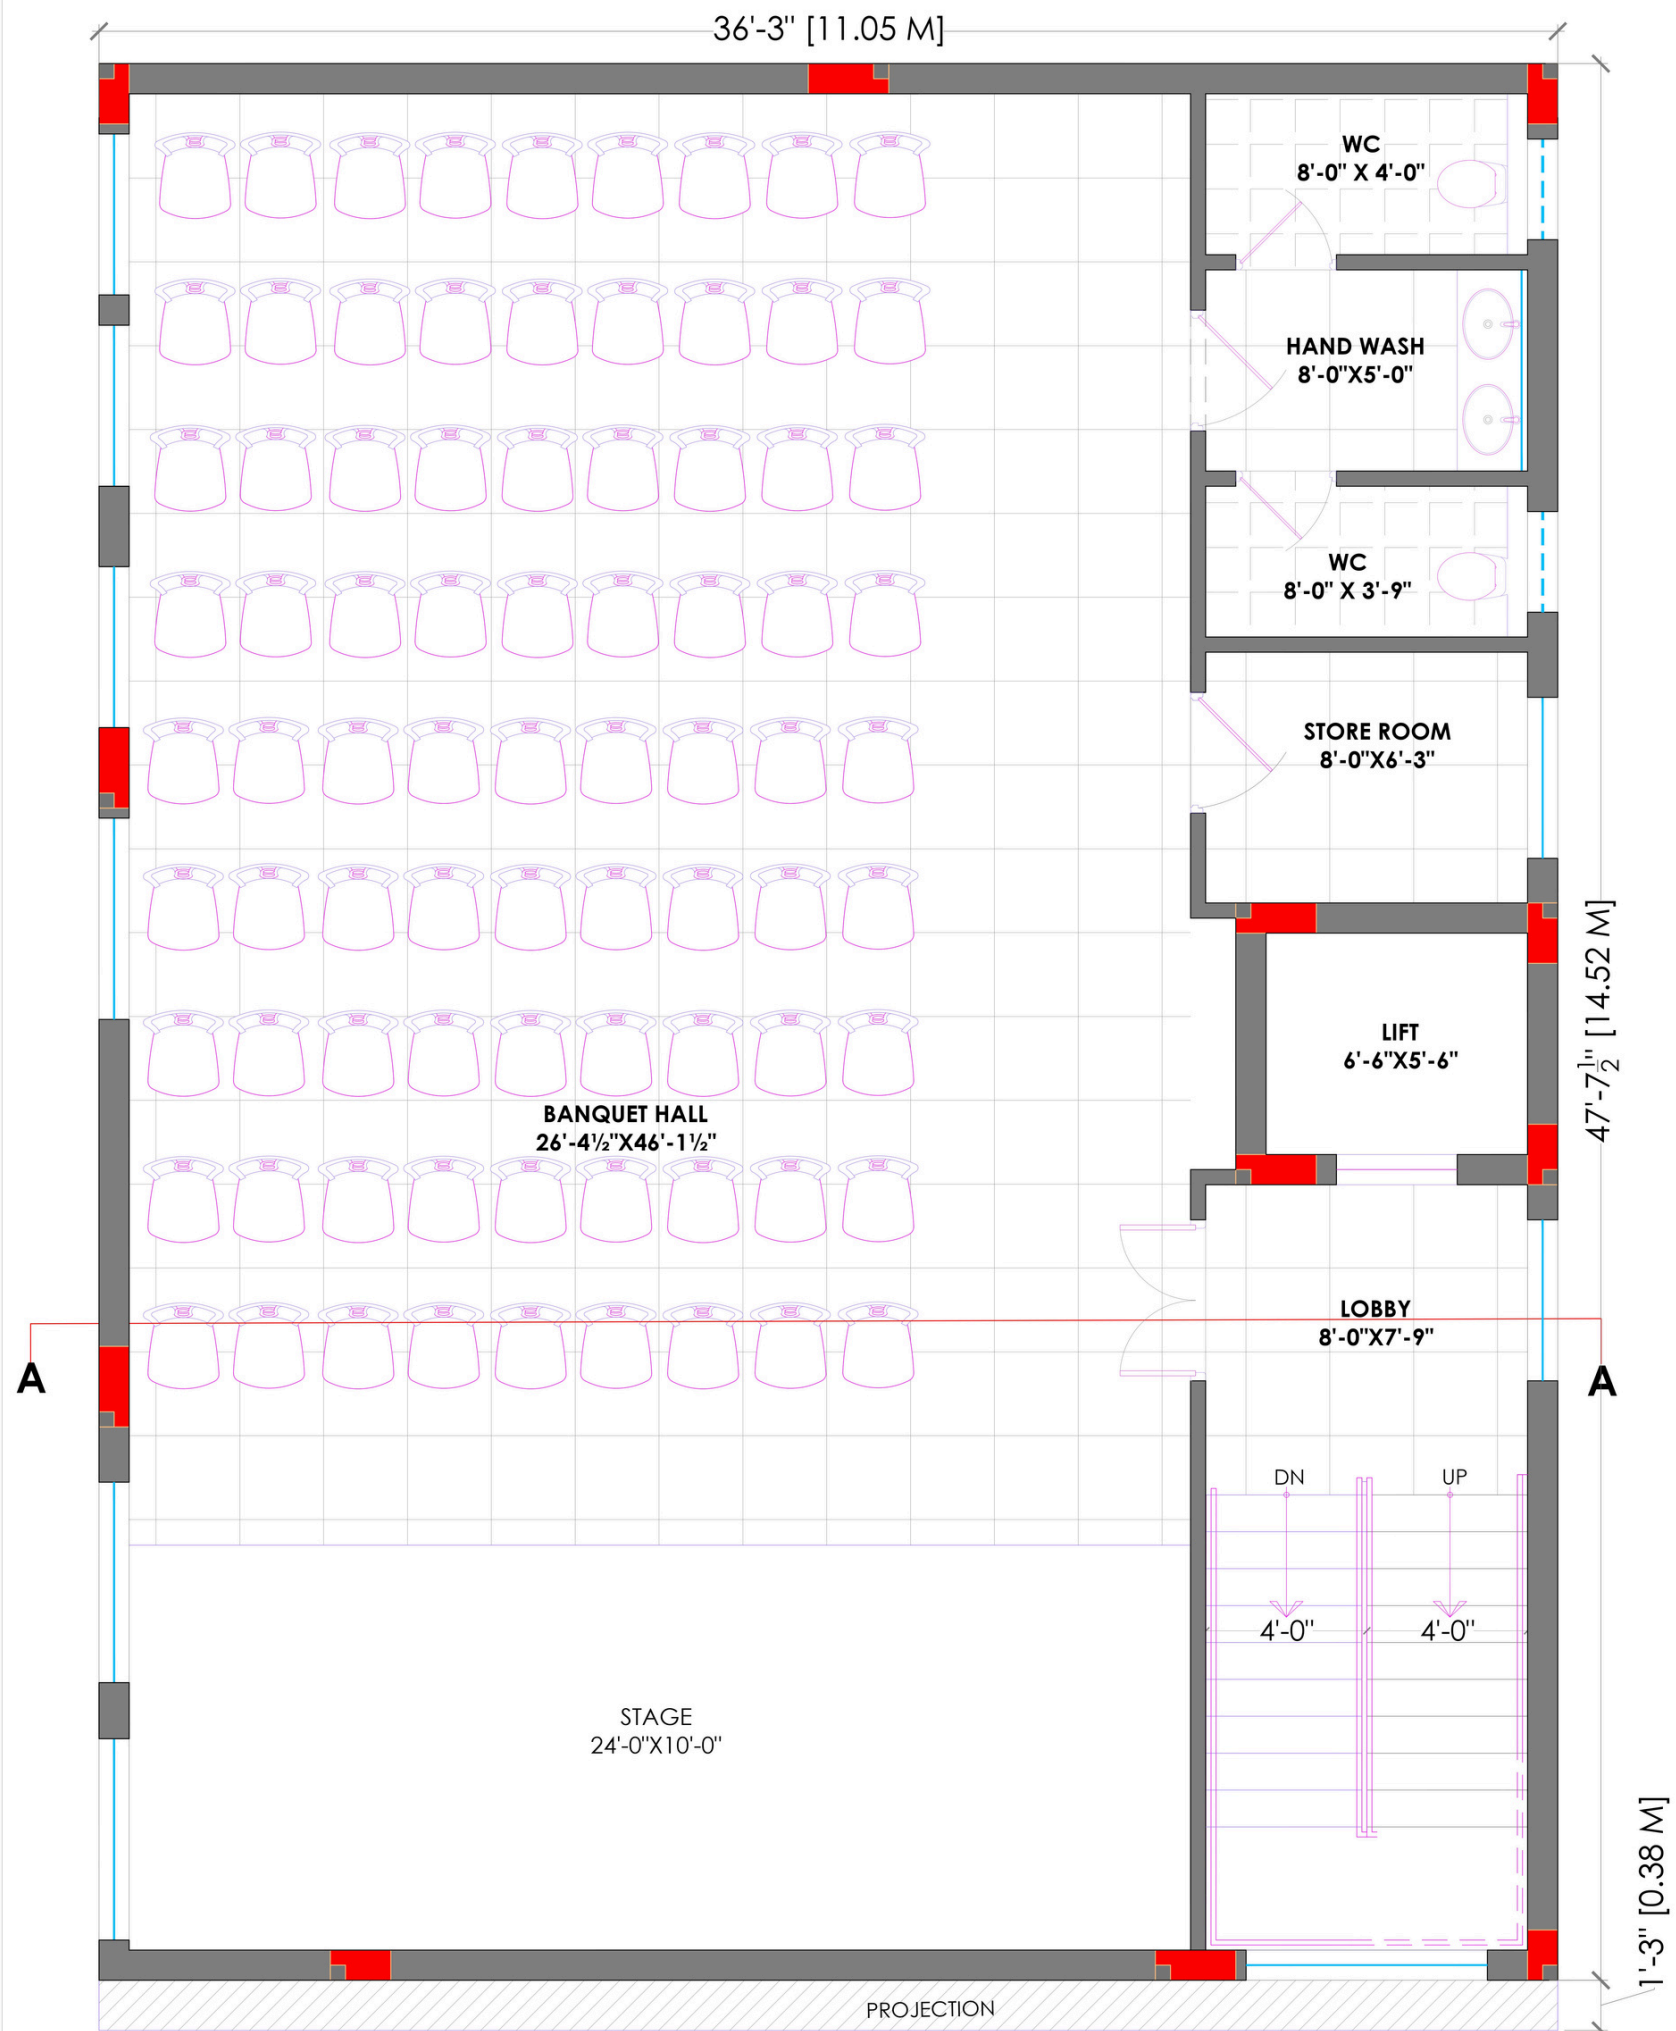 36'-3" [11.05 M]
WC
8'-0" X 4'-0"
HAND WASH
8'-0"X5'-0"
WC
8'-0" X 3'-9"
STORE ROOM
8'-0"X6'-3"
47'-7½" [14.52 M]
LIFT
6'-6"X5'-6"
BANQUET HALL
26'-4½"X46'-1½"
LOBBY
8'-0"X7'-9"
A
A
DN
UP
4'-0"
4'-0"
STAGE
24'-0"X10'-0"
1'-3" [0.38 M]
PROJECTION